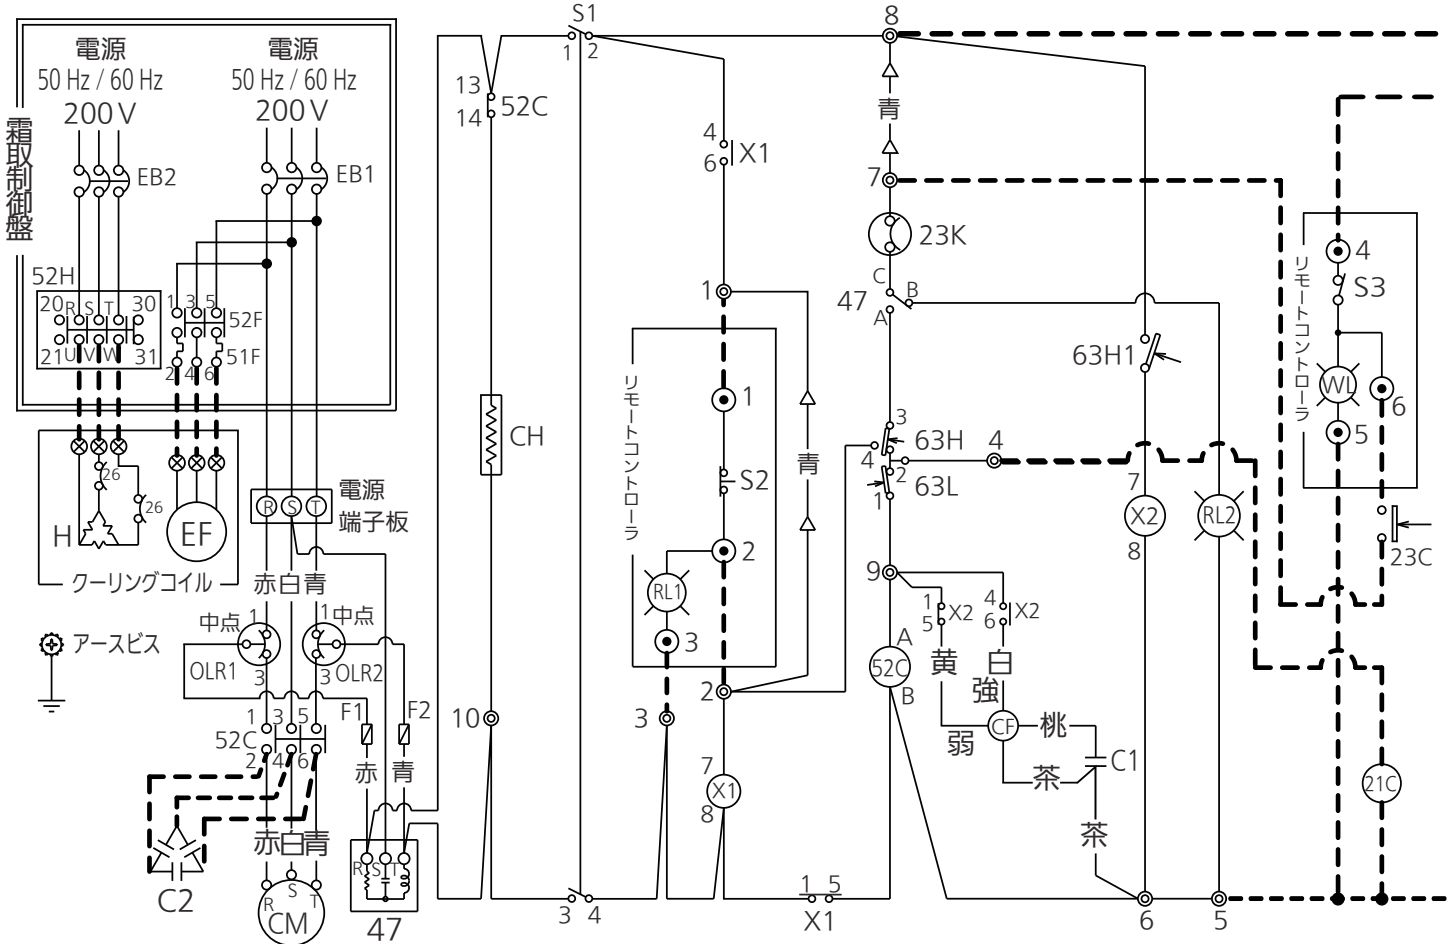 電源
50 Hz / 60 Hz
200 V
電源
50 Hz / 60 Hz
200 V
霜取制御盤
EB2
EB1
52H
20 R S T 30
21 U V W 31
1 3 5
52F
51F
2 4 6
26
26
H
EF
クーリングコイル
R S T
電源
端子板
赤 白 青
アースビス
中点 1
1 中点
OLR1 3
3 OLR2
1 3 5
52C
2 4 6
F1
F2
赤
青
赤 白 青
C2
R S T
CM
R S T
47
13
14
52C
CH
10
S1
1 2
3 4
4
6
X1
1
リモートコントローラ
1
S2
2
RL1
3
青
2
3
7
X1
8
1 5
X1
8
青
7
23K
C
47
B
A
3
63H
4
4
2
63L
1
9
1
5
X2
4
6
X2
A
52C
B
黄
白
強
弱
CF
桃
C1
茶
茶
63H1
7
X2
8
RL2
6
5
リモートコントローラ
4
S3
WL
6
5
23C
21C